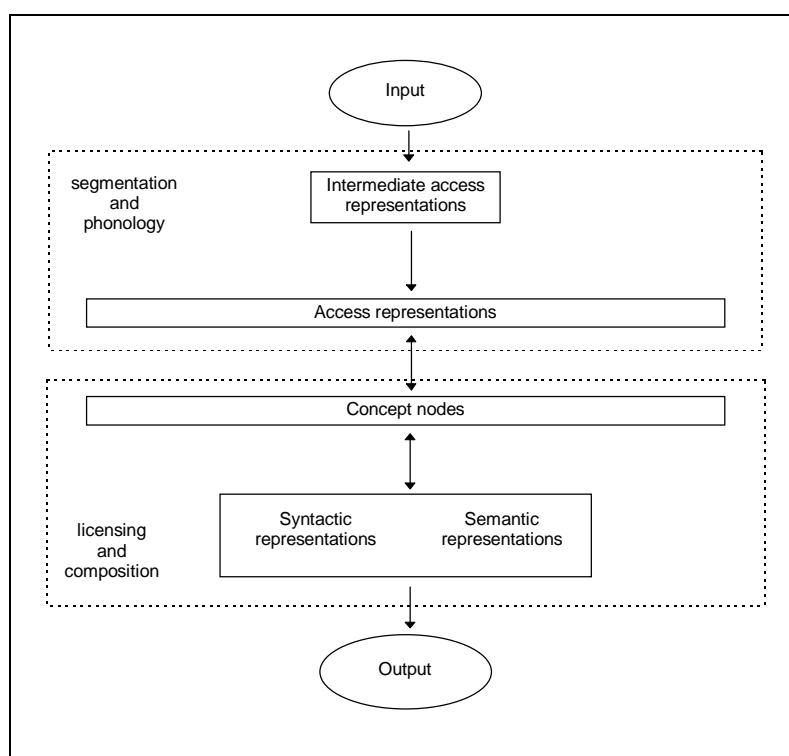 Input
segmentation
and
phonology
Intermediate access
representations
Access representations
Concept nodes
licensing
and
composition
Syntactic
representations
Semantic
representations
Output